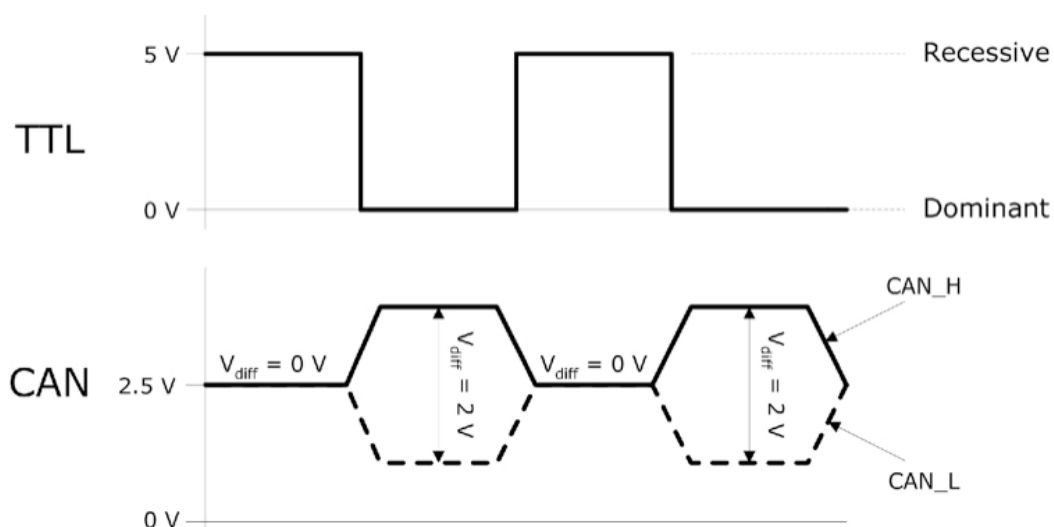 5 V
Recessive
TTL
0 V
Dominant
CAN_H
V_diff = 0 V
V_diff = 2 V
V_diff = 0 V
V_diff = 2 V
CAN
2.5 V
CAN_L
0 V